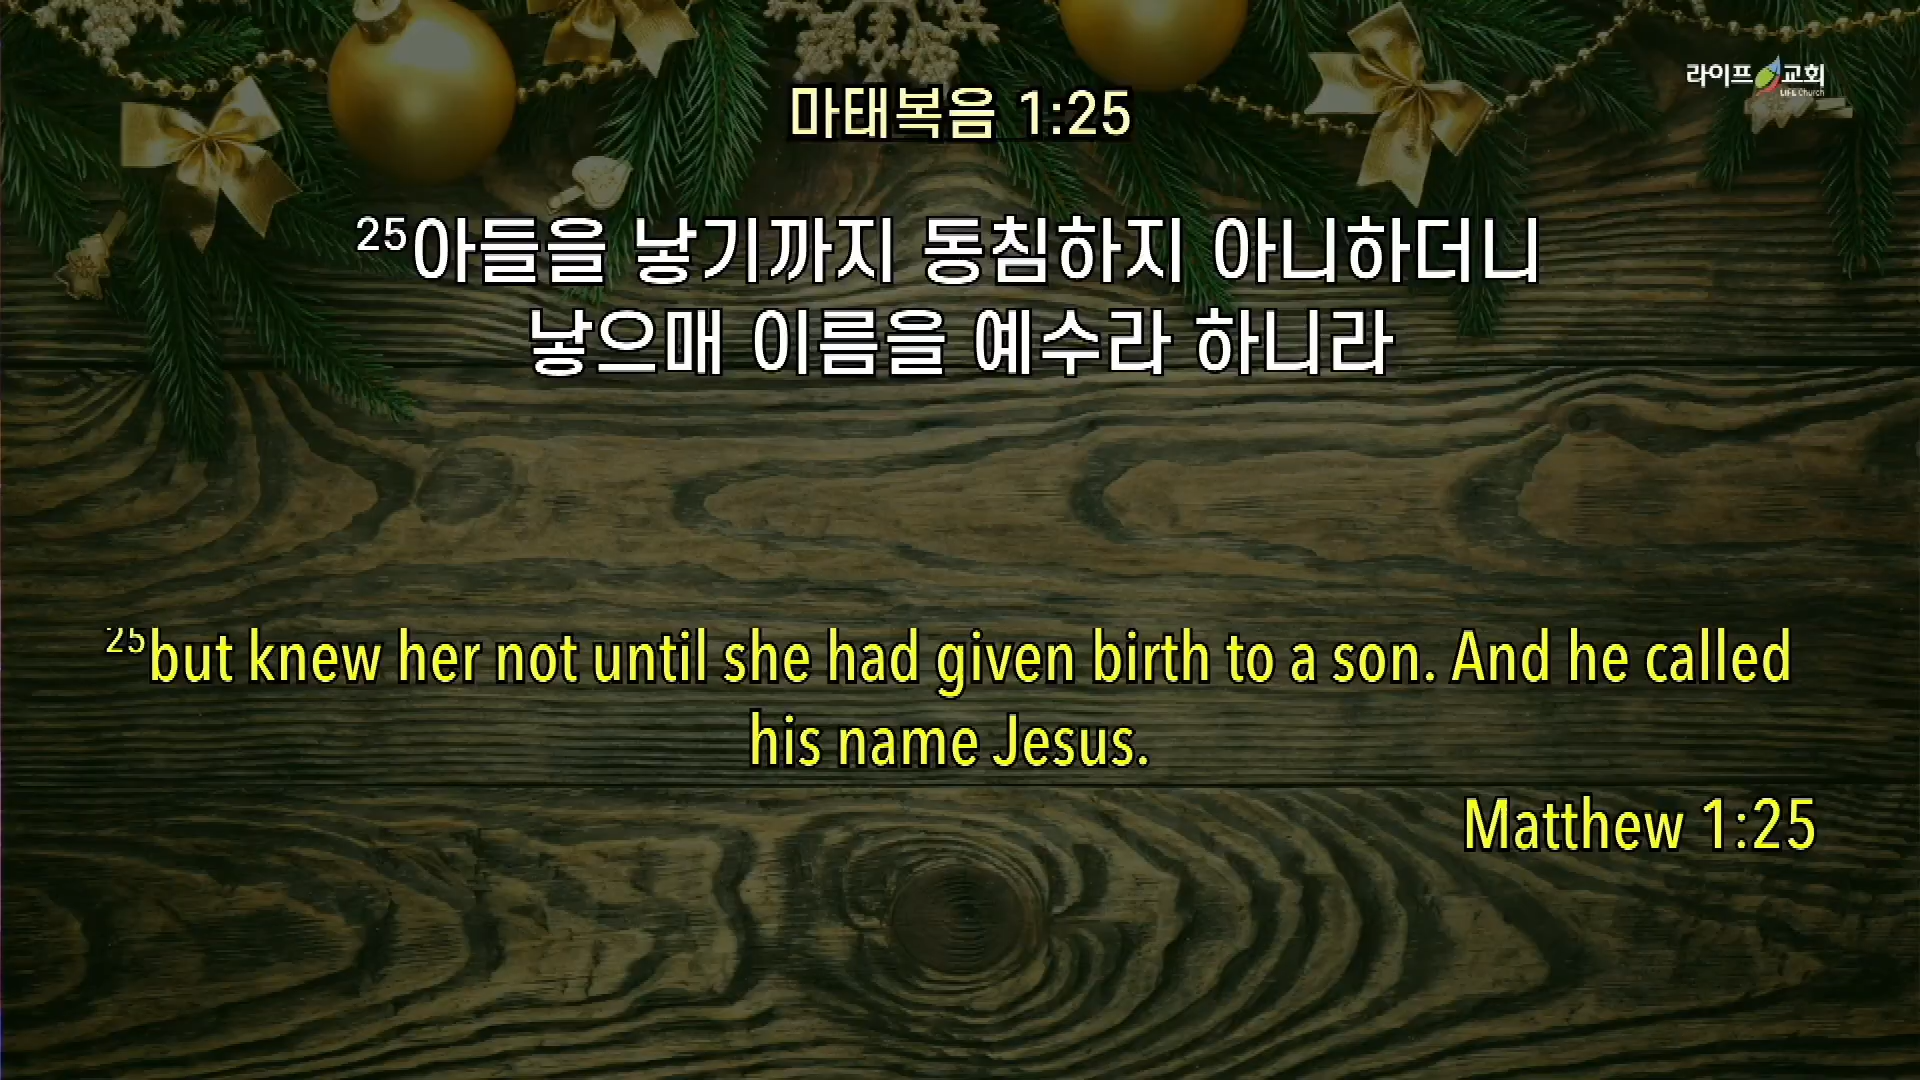 라이프교회
LIFE Church
마태복음 1:25
25아들을 낳기까지 동침하지 아니하더니
낳으매 이름을 예수라 하니라
25but knew her not until she had given birth to a son. And he called
his name Jesus.
Matthew 1:25